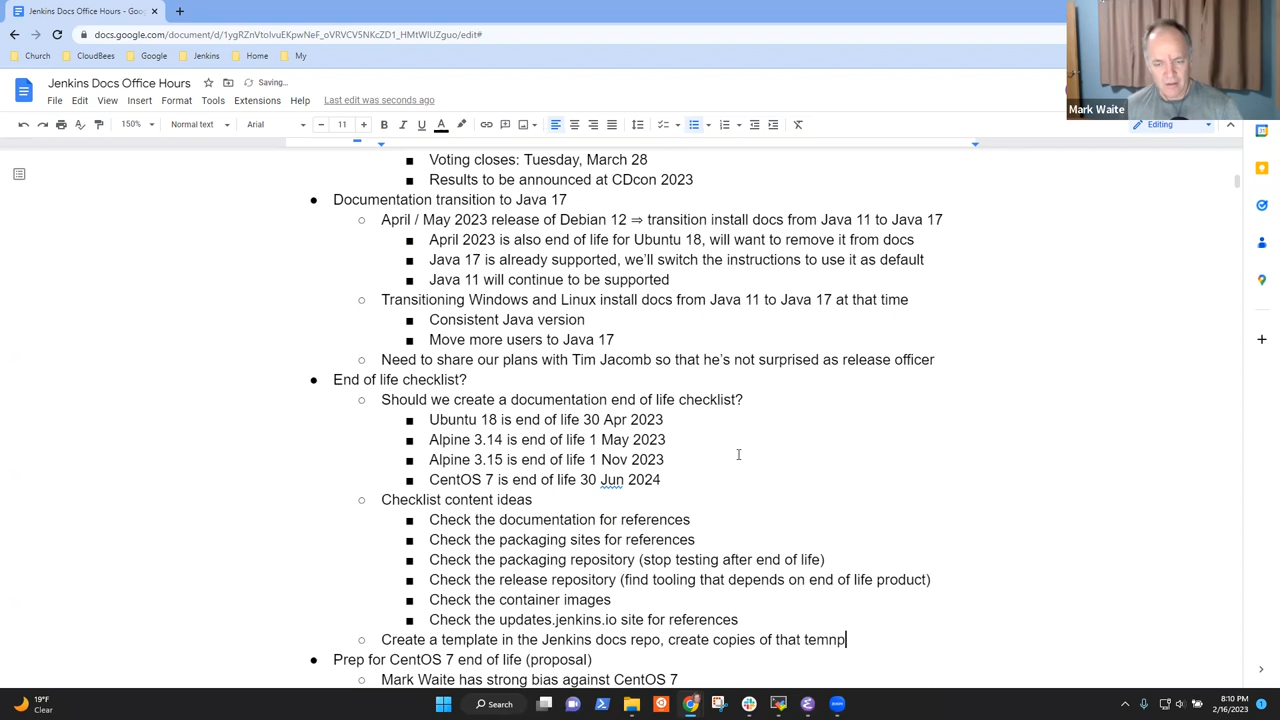 Jenkins Docs Office Hours - Goog
docs.google.com/document/d/1ygRZnVtoIvuEKpwNeF_oVRVCV5NKcZD1_HMtWIUZguo/edit#
Church CloudBees Google Jenkins Home My
Jenkins Docs Office Hours Saving...
File Edit View Insert Format Tools Extensions Help Last edit was seconds ago
Mark Waite
150% Normal text Arial 11 Editing
Voting closes: Tuesday, March 28
Results to be announced at CDcon 2023
Documentation transition to Java 17
April / May 2023 release of Debian 12 ⇒ transition install docs from Java 11 to Java 17
April 2023 is also end of life for Ubuntu 18, will want to remove it from docs
Java 17 is already supported, we'll switch the instructions to use it as default
Java 11 will continue to be supported
Transitioning Windows and Linux install docs from Java 11 to Java 17 at that time
Consistent Java version
Move more users to Java 17
Need to share our plans with Tim Jacomb so that he's not surprised as release officer
End of life checklist?
Should we create a documentation end of life checklist?
Ubuntu 18 is end of life 30 Apr 2023
Alpine 3.14 is end of life 1 May 2023
Alpine 3.15 is end of life 1 Nov 2023
CentOS 7 is end of life 30 Jun 2024
Checklist content ideas
Check the documentation for references
Check the packaging sites for references
Check the packaging repository (stop testing after end of life)
Check the release repository (find tooling that depends on end of life product)
Check the container images
Check the updates.jenkins.io site for references
Create a template in the Jenkins docs repo, create copies of that temnp
Prep for CentOS 7 end of life (proposal)
Mark Waite has strong bias against CentOS 7
19°F
Clear
Search
8:10 PM
2/16/2023